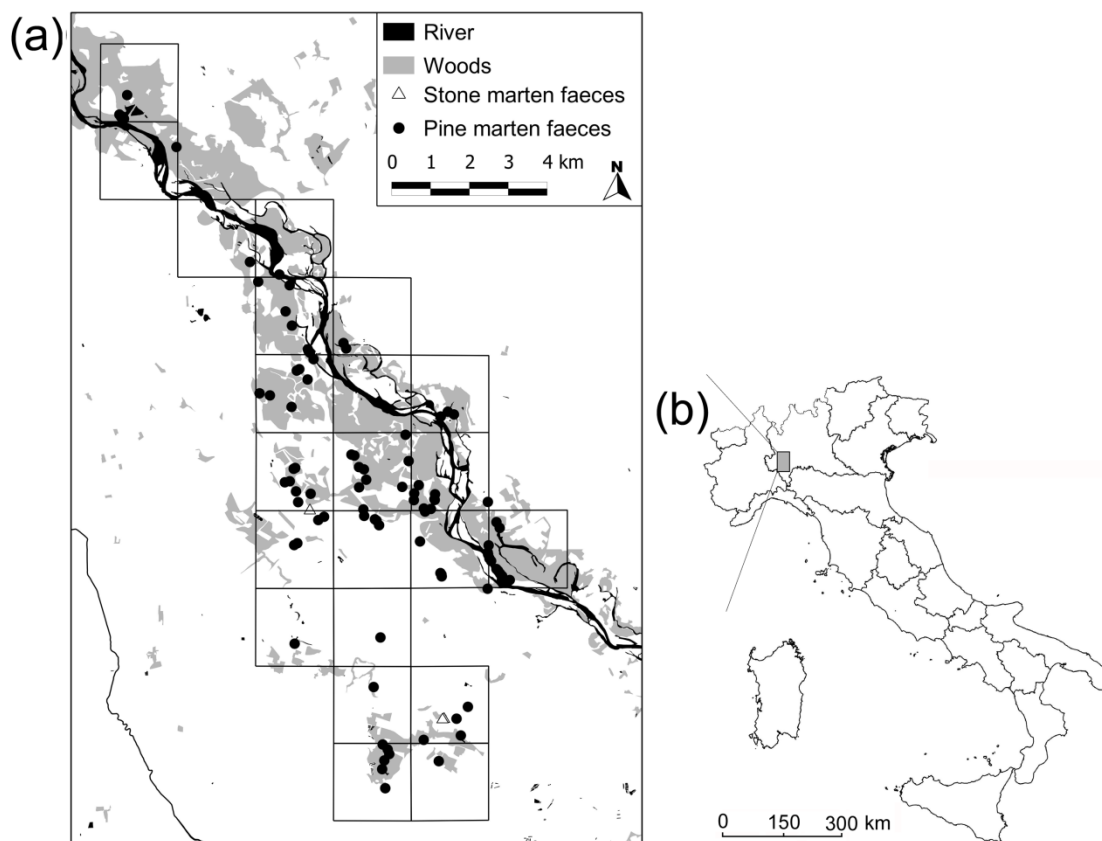 (a)
River
Woods
Stone marten faeces
Pine marten faeces
0 1 2 3 4 km
N
(b)
0 150 300 km